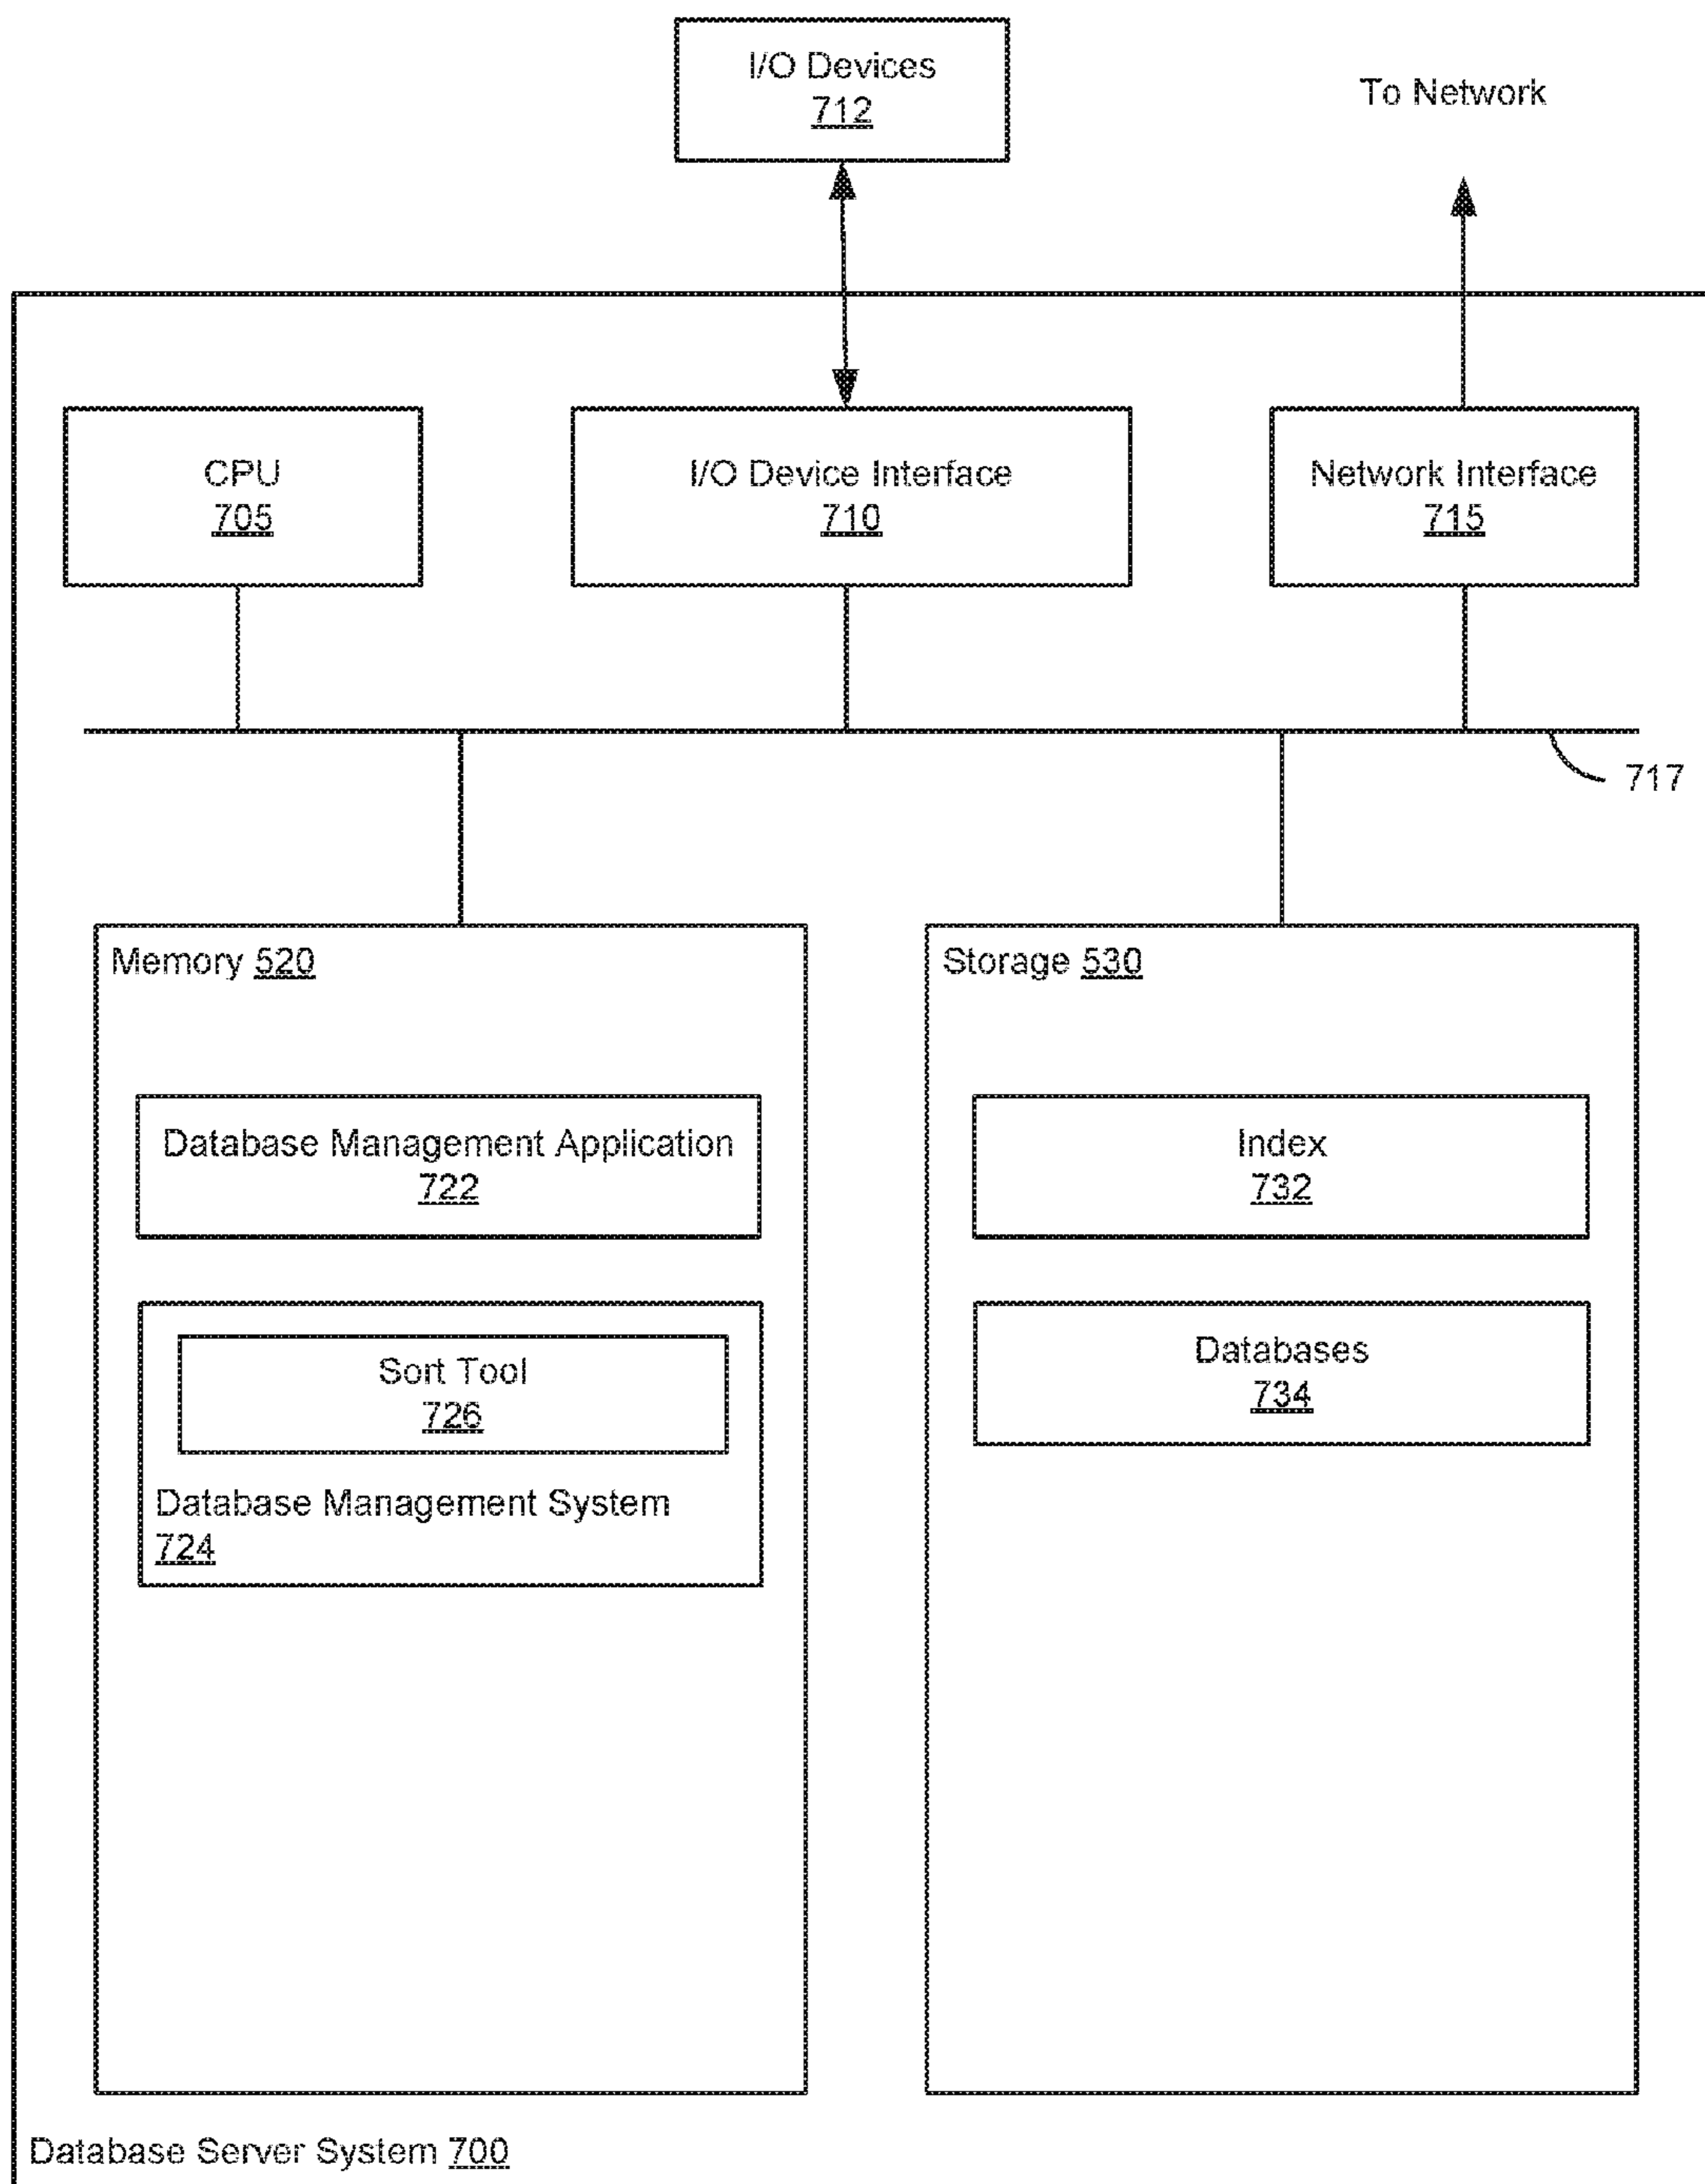 I/O Devices
712
To Network
CPU
705
I/O Device Interface
710
Network Interface
715
717
Memory 520
Database Management Application
722
Sort Tool
726
Database Management System
724
Storage 530
Index
732
Databases
734
Database Server System 700